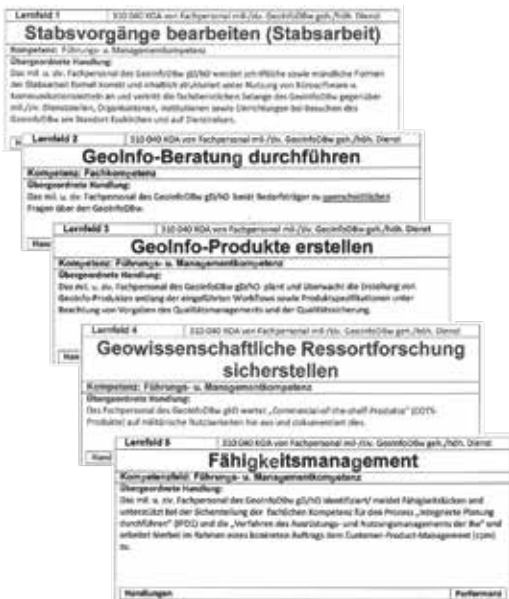 Lernfeld 1 310 040 KOA von Fachpersonal mil./ziv. GeoInfoDBw geh./höh. Dienst
Stabsvorgänge bearbeiten (Stabsarbeit)
Kompetenz: Führungs- u. Managementkompetenz
Übergeordnete Handlung:
Das mil. u. ziv. Fachpersonal des GeoInfoDBw gD/hD wendet schriftliche sowie mündliche Formen
der Stabsarbeit formal korrekt und inhaltlich strukturiert unter Nutzung von Bürosoftware u.
Kommunikationsmitteln an und vertritt die fachdienstlichen Belange des GeoInfoDBw gegenüber
mil./ziv. Dienststellen, Organisationen, Institutionen sowie Einrichtungen bei Besuchen des
GeoInfoDBw am Standort Euskirchen und auf Dienstreisen.
Lernfeld 2 310 040 KOA von Fachpersonal mil./ziv. GeoInfoDBw geh./höh. Dienst
GeoInfo-Beratung durchführen
Kompetenz: Fachkompetenz
Übergeordnete Handlung:
Das mil. u. ziv. Fachpersonal des GeoInfoDBw gD/hD berät Bedarfsträger zu querschnittlichen
Fragen über den GeoInfoDBw.
Hand
Lernfeld 3 310 040 KOA von Fachpersonal mil./ziv. GeoInfoDBw geh./höh. Dienst
GeoInfo-Produkte erstellen
Kompetenz: Führungs- u. Managementkompetenz
Übergeordnete Handlung:
Das mil. u. ziv. Fachpersonal des GeoInfoDBw gD/hD plant und überwacht die Erstellung von
GeoInfo-Produkten entlang der eingeführten Workflows sowie Produktspezifikationen unter
Beachtung von Vorgaben des Qualitätsmanagements und der Qualitätssicherung.
Han
Lernfeld 4 310 040 KOA von Fachpersonal mil./ziv. GeoInfoDBw geh./höh. Dienst
Geowissenschaftliche Ressortforschung
sicherstellen
Kompetenz: Führungs- u. Managementkompetenz
Übergeordnete Handlung:
Das Fachpersonal des GeoInfoDBw gD wertet „Commercial-of-the-shelf-Produkte" (COTS-
Produkte) auf militärische Nutzbarkeiten hin aus und dokumentiert dies.
Hand
Lernfeld 5 310 040 KOA von Fachpersonal mil./ziv. GeoInfoDBw geh./höh. Dienst
Fähigkeitsmanagement
Kompetenzfeld: Führungs- u. Managementkompetenz
Übergeordnete Handlung:
Das mil. u. ziv. Fachpersonal des GeoInfoDBw gD/hD identifiziert/ meldet Fähigkeitslücken und
unterstützt bei der Sicherstellung der fachlichen Kompetenz für den Prozess „Integrierte Planung
durchführen" (IPD1) und die „Verfahren des Ausrüstungs- und Nutzungsmanagements der Bw" und
arbeitet hierbei im Rahmen eines konkreten Auftrags dem Customer-Product-Management (cpm)
zu.
Handlungen Performanz